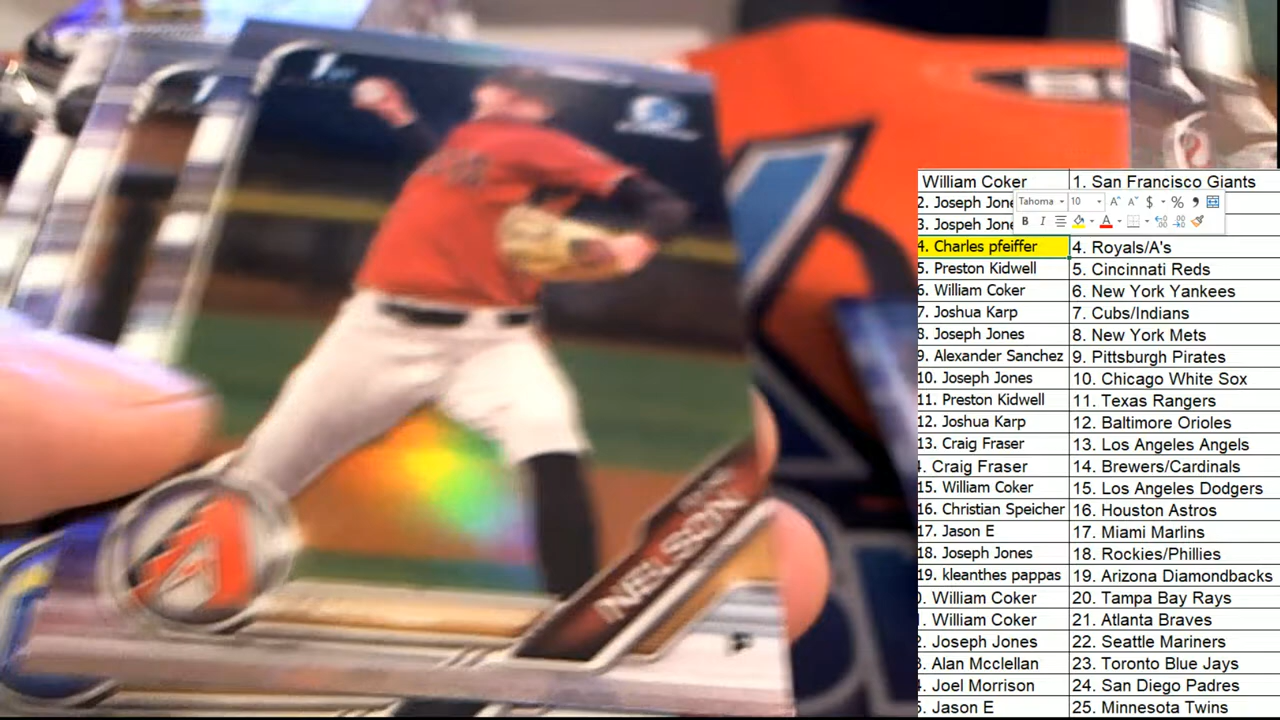 1st
NELSON
P
William Coker 1. San Francisco Giants
2. Joseph Jone
Tahoma 10 A A $ % ,
3. Jospeh Jone
B I A
4. Charles pfeiffer 4. Royals/A's
5. Preston Kidwell 5. Cincinnati Reds
6. William Coker 6. New York Yankees
7. Joshua Karp 7. Cubs/Indians
8. Joseph Jones 8. New York Mets
9. Alexander Sanchez 9. Pittsburgh Pirates
10. Joseph Jones 10. Chicago White Sox
11. Preston Kidwell 11. Texas Rangers
12. Joshua Karp 12. Baltimore Orioles
13. Craig Fraser 13. Los Angeles Angels
. Craig Fraser 14. Brewers/Cardinals
15. William Coker 15. Los Angeles Dodgers
16. Christian Speicher 16. Houston Astros
17. Jason E 17. Miami Marlins
18. Joseph Jones 18. Rockies/Phillies
19. kleanthes pappas 19. Arizona Diamondbacks
. William Coker 20. Tampa Bay Rays
. William Coker 21. Atlanta Braves
. Joseph Jones 22. Seattle Mariners
. Alan Mcclellan 23. Toronto Blue Jays
. Joel Morrison 24. San Diego Padres
. Jason E 25. Minnesota Twins